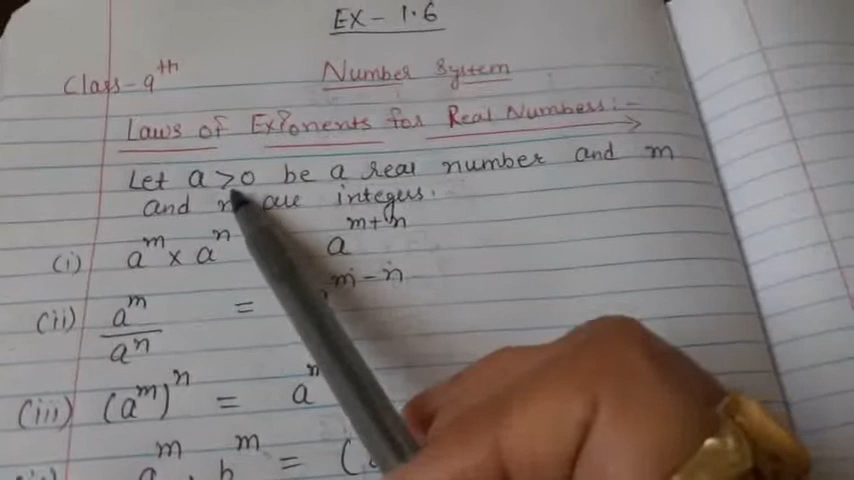 EX - 1.6
Class - 9th
Number System
Laws of Exponents for Real Numbers:-
Let a > 0 be a real number and m
and n are integers.
(i) a^m x a^n a^m+n
(ii) a^m / a^n = ^m-n
(iii) (a^m)^n = a
a^m . b^m = (